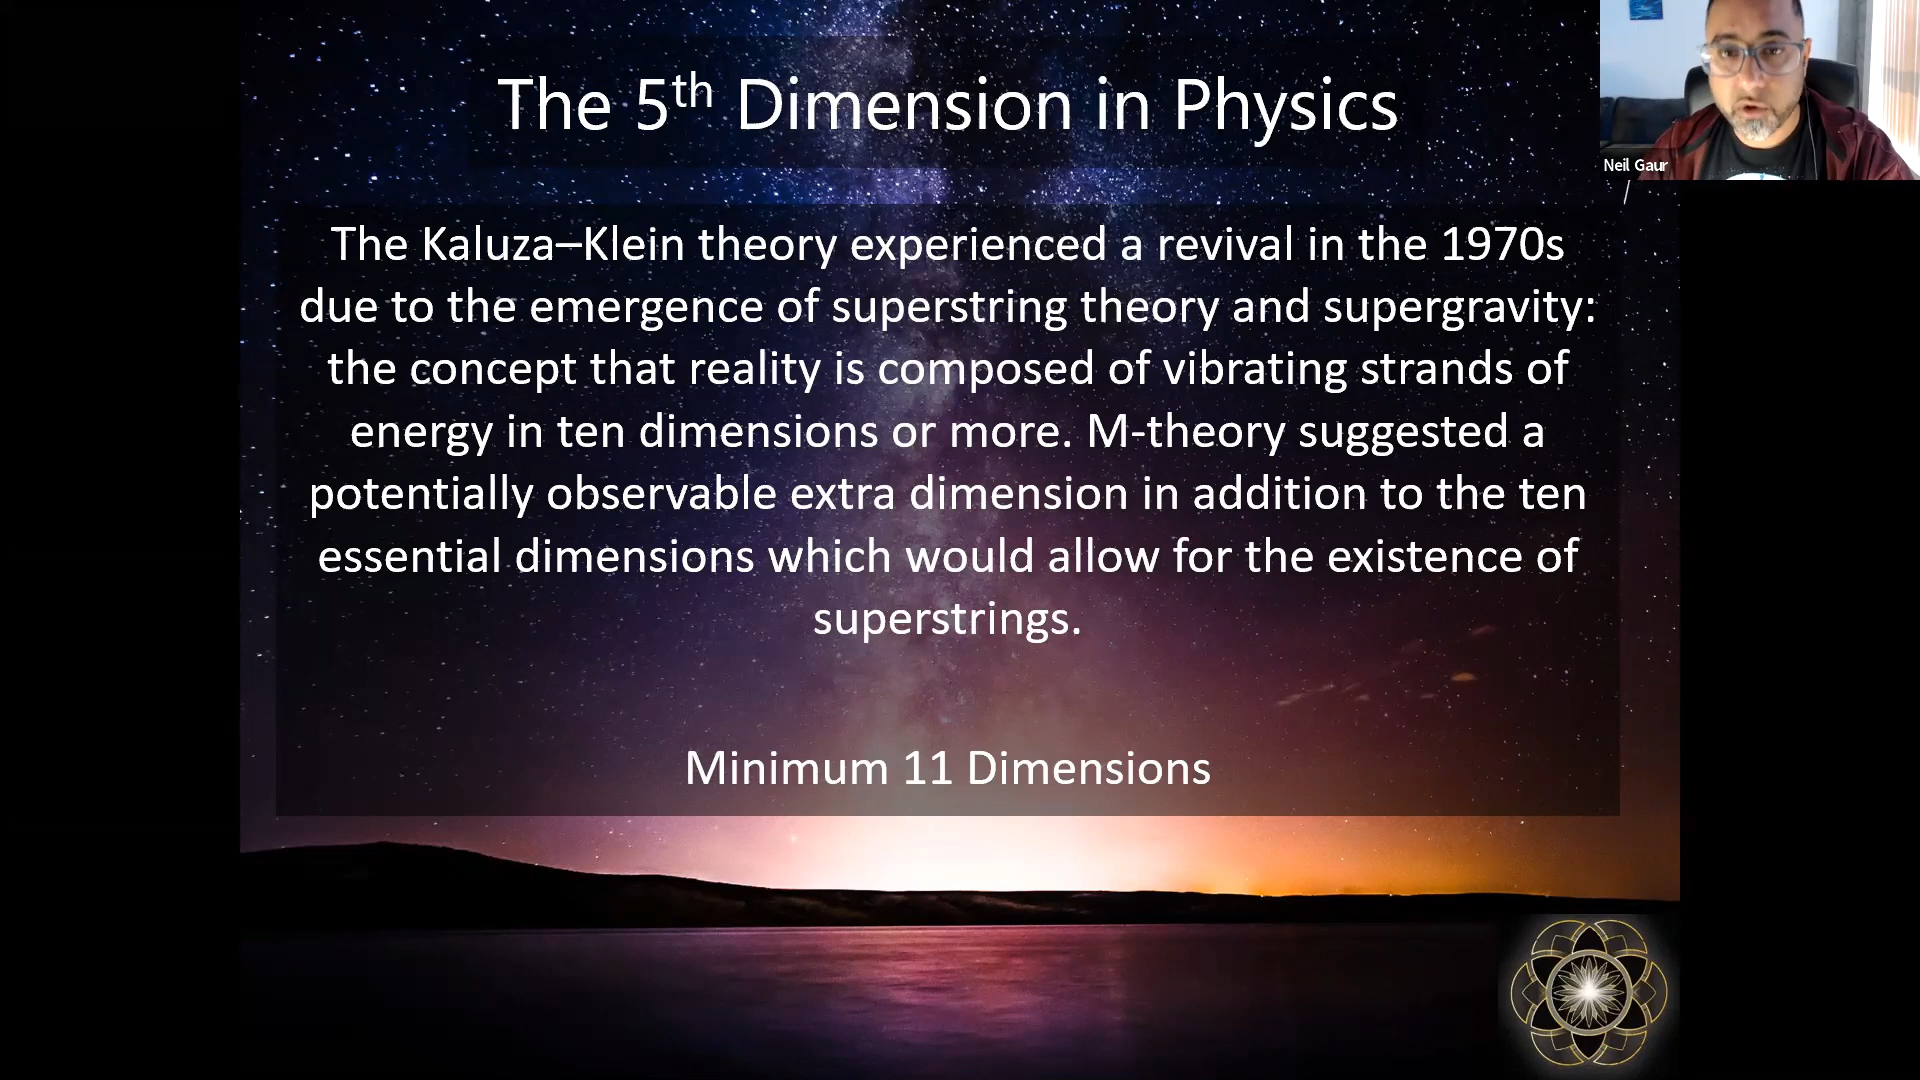 The 5th Dimension in Physics
Neil Gaur
The Kaluza–Klein theory experienced a revival in the 1970s
due to the emergence of superstring theory and supergravity:
the concept that reality is composed of vibrating strands of
energy in ten dimensions or more. M-theory suggested a
potentially observable extra dimension in addition to the ten
essential dimensions which would allow for the existence of
superstrings.
Minimum 11 Dimensions